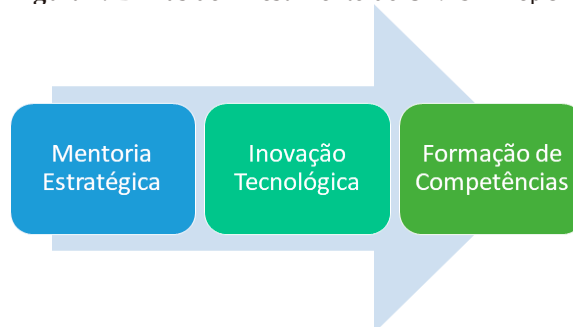 Mentoria
Estratégica
Inovação
Tecnológica
Formação de
Competências